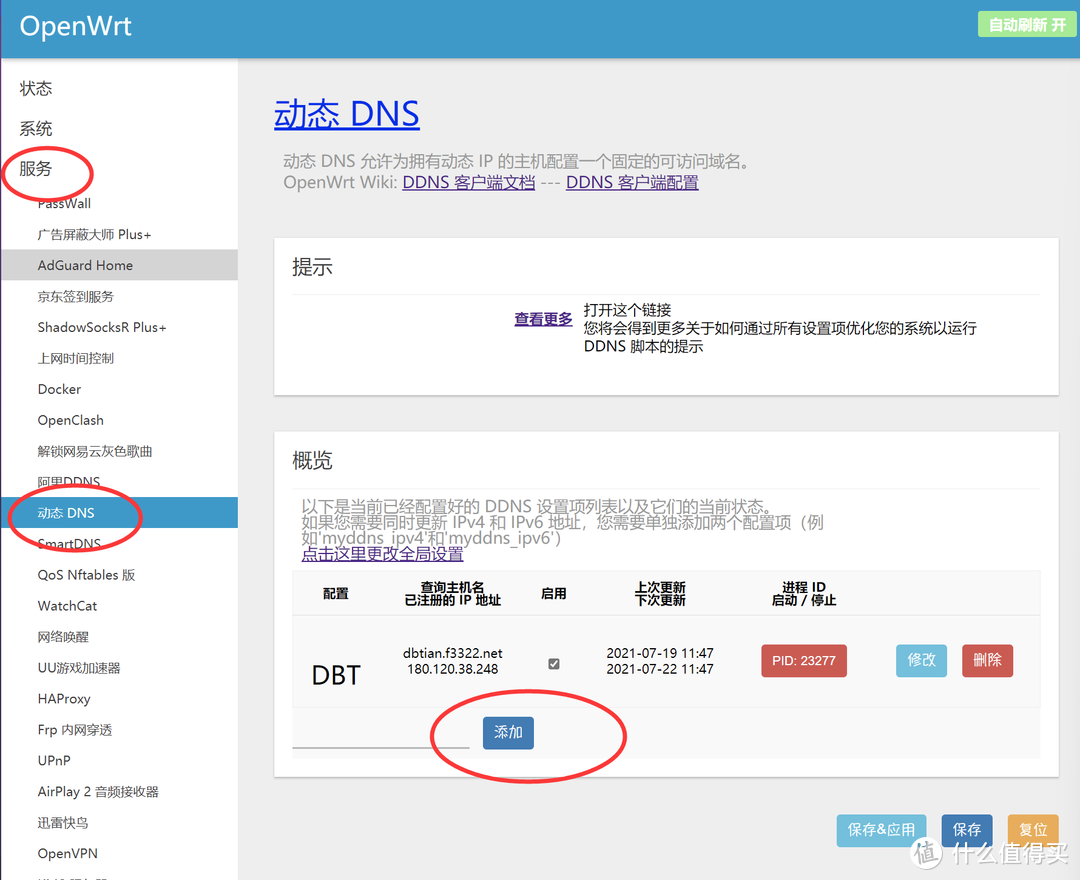 OpenWrt
自动刷新 开
状态
系统
服务
PassWall
广告屏蔽大师 Plus+
AdGuard Home
京东签到服务
ShadowSocksR Plus+
上网时间控制
Docker
OpenClash
解锁网易云灰色歌曲
阿里DDNS
动态 DNS
SmartDNS
QoS Nftables 版
WatchCat
网络唤醒
UU游戏加速器
HAProxy
Frp 内网穿透
UPnP
AirPlay 2 音频接收器
迅雷快鸟
OpenVPN
动态 DNS
动态 DNS 允许为拥有动态 IP 的主机配置一个固定的可访问域名。
OpenWrt Wiki: DDNS 客户端文档 --- DDNS 客户端配置
提示
查看更多
打开这个链接
您将会得到更多关于如何通过所有设置项优化您的系统以运行
DDNS 脚本的提示
概览
以下是当前已经配置好的 DDNS 设置项列表以及它们的当前状态。
如果您需要同时更新 IPv4 和 IPv6 地址，您需要单独添加两个配置项（例
如'myddns_ipv4'和'myddns_ipv6'）
点击这里更改全局设置
配置 查询主机名 启用 上次更新 进程 ID
已注册的 IP 地址 下次更新 启动 / 停止
DBT
dbtian.f3322.net
180.120.38.248
2021-07-19 11:47
2021-07-22 11:47
PID: 23277
修改
删除
添加
保存&应用
保存
复位
值 什么值得买